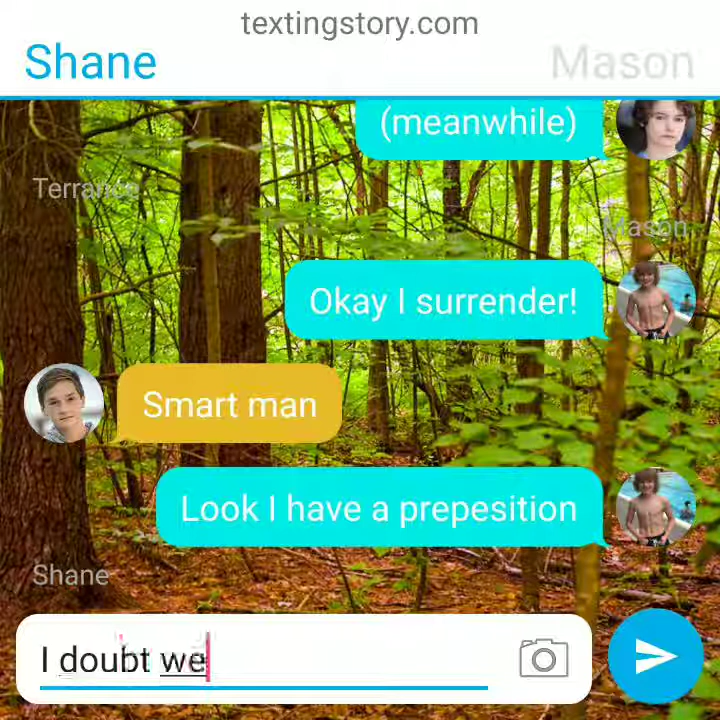 textingstory.com
Shane
Mason
(meanwhile)
Terrance
Mason
Okay I surrender!
Smart man
Look I have a prepesition
Shane
I doubt we